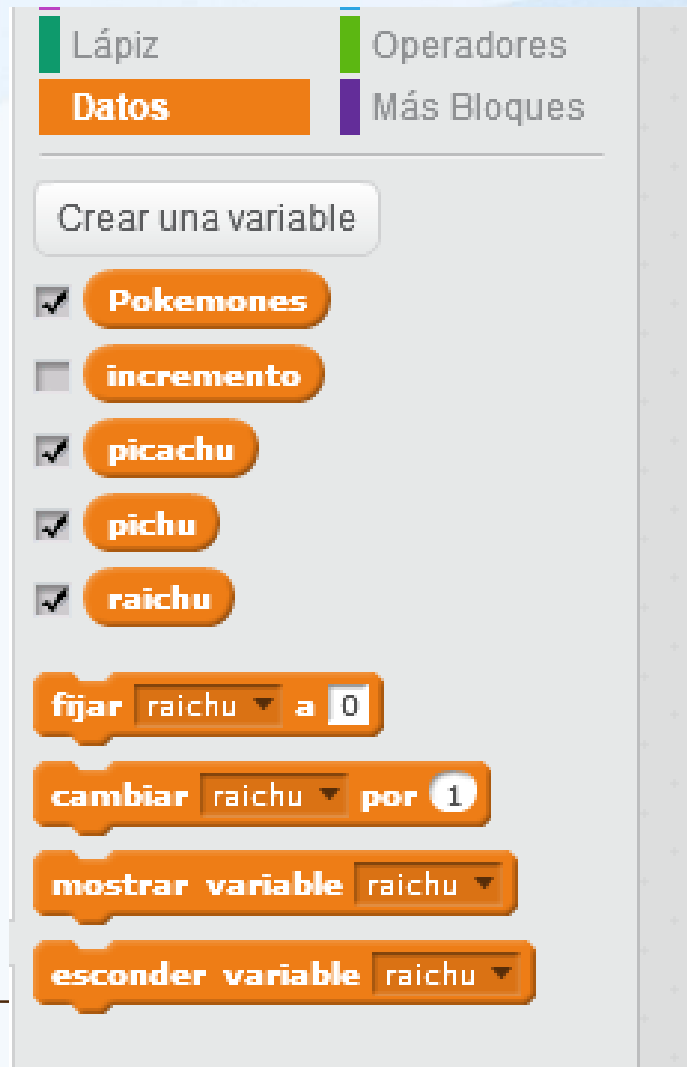 Lápiz Operadores
Datos Más Bloques
Crear una variable
Pokemones
incremento
picachu
pichu
raichu
fijar raichu a 0
cambiar raichu por 1
mostrar variable raichu
esconder variable raichu